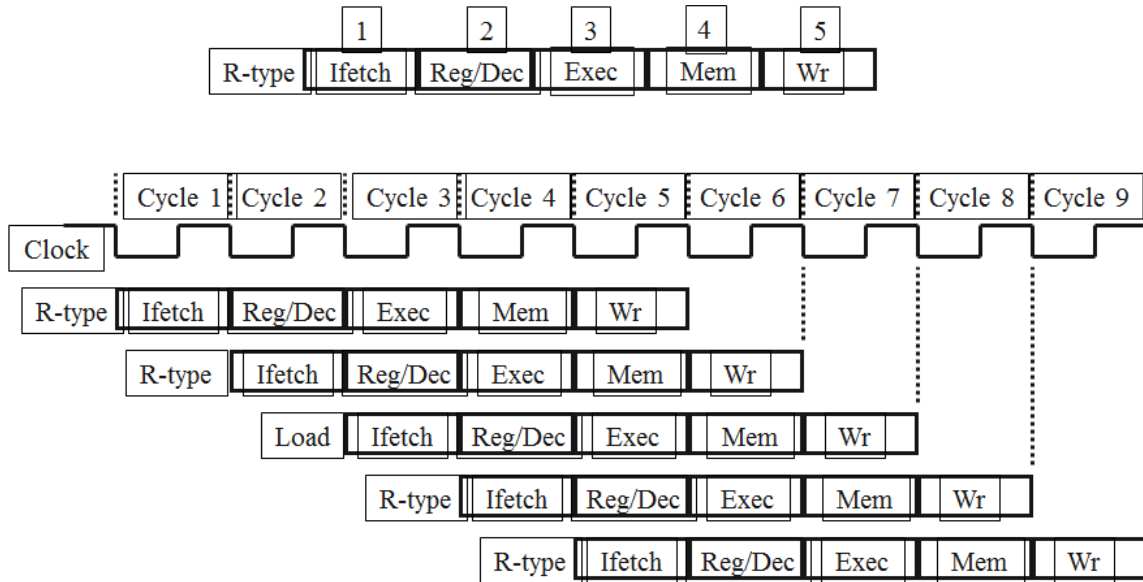 1 2 3 4 5
R-type Ifetch Reg/Dec Exec Mem Wr
Cycle 1 Cycle 2 Cycle 3 Cycle 4 Cycle 5 Cycle 6 Cycle 7 Cycle 8 Cycle 9
Clock
R-type Ifetch Reg/Dec Exec Mem Wr
R-type Ifetch Reg/Dec Exec Mem Wr
Load Ifetch Reg/Dec Exec Mem Wr
R-type Ifetch Reg/Dec Exec Mem Wr
R-type Ifetch Reg/Dec Exec Mem Wr